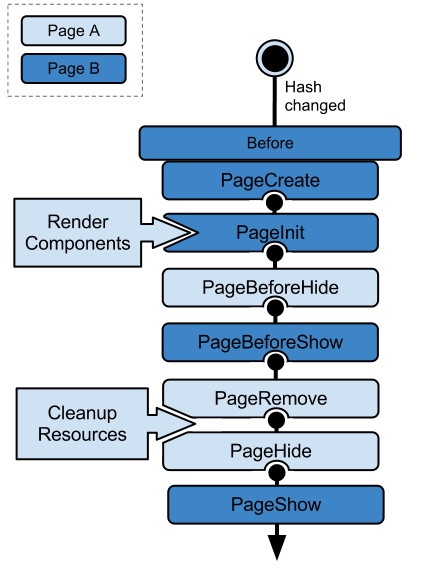 Page A
Page B
Hash
changed
Before
PageCreate
Render
Components
PageInit
PageBeforeHide
PageBeforeShow
PageRemove
Cleanup
Resources
PageHide
PageShow